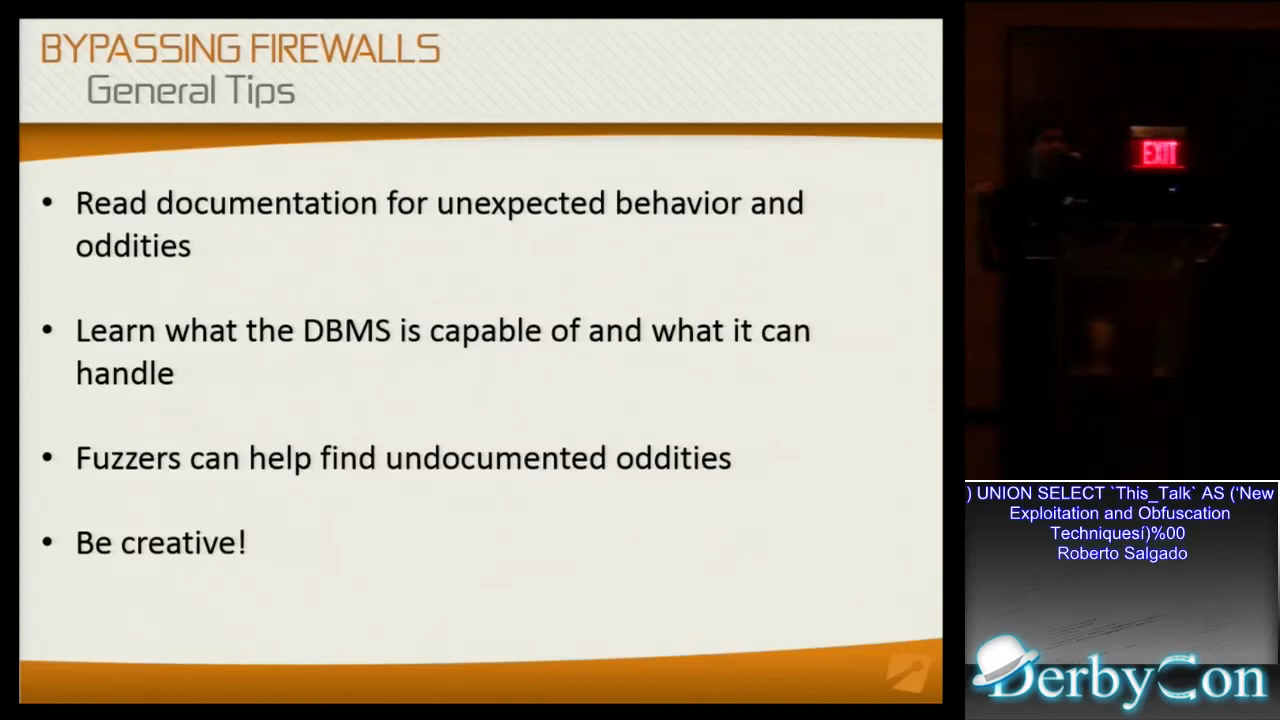 BYPASSING FIREWALLS
General Tips
• Read documentation for unexpected behavior and
oddities
• Learn what the DBMS is capable of and what it can
handle
• Fuzzers can help find undocumented oddities
• Be creative!
EXIT
) UNION SELECT `This_Talk` AS (‘New
Exploitation and Obfuscation
Techniquesí)%00
Roberto Salgado
DerbyCon